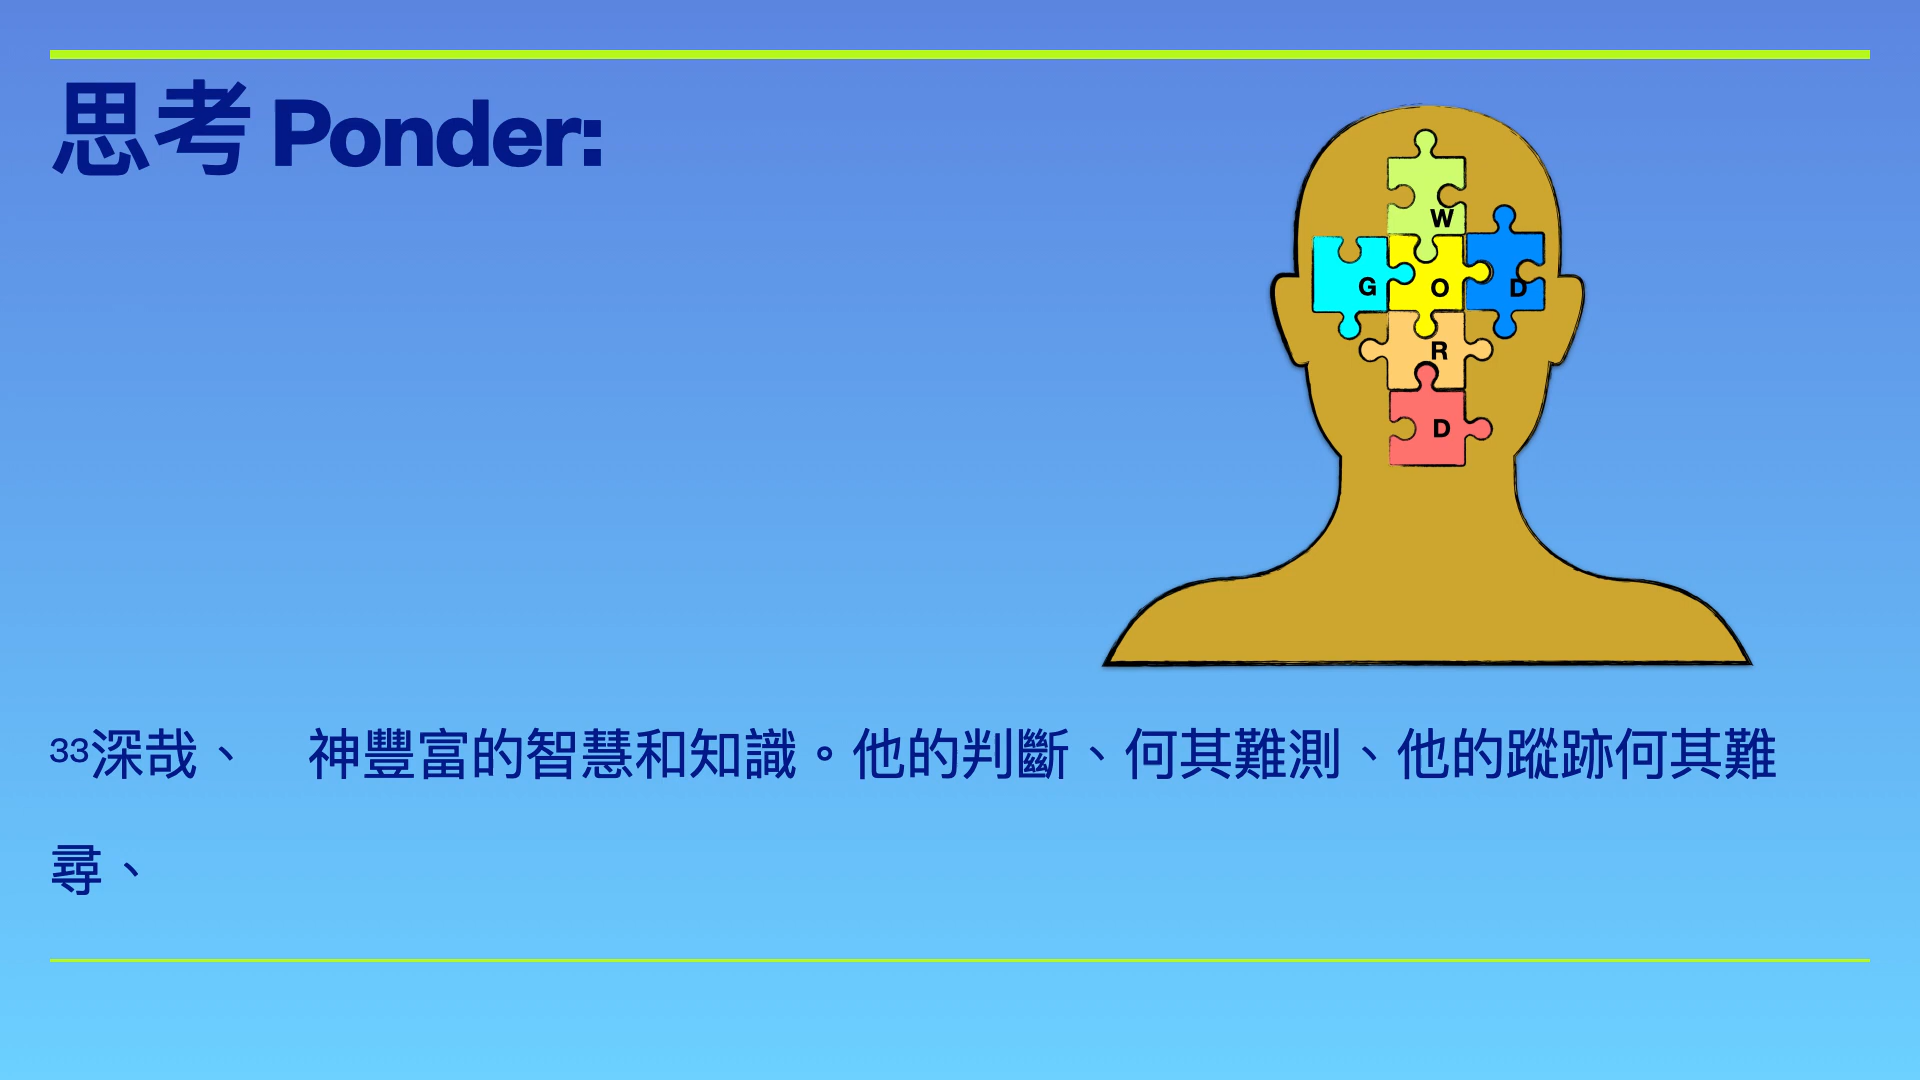 思考 Ponder:
W
G O D
R
D
33深哉、　神豐富的智慧和知識。他的判斷、何其難測、他的蹤跡何其難
尋、